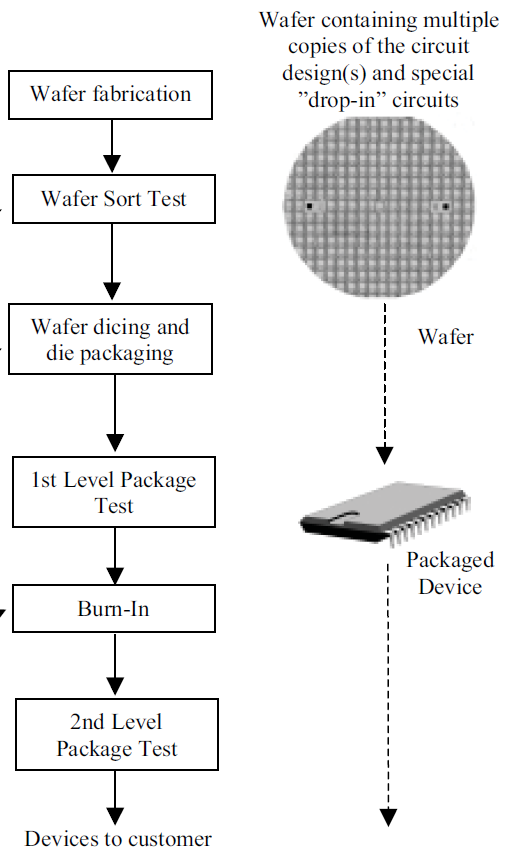 Wafer containing multiple
copies of the circuit
design(s) and special
”drop-in” circuits
Wafer fabrication
Wafer Sort Test
Wafer dicing and
die packaging
Wafer
1st Level Package
Test
Packaged
Device
Burn-In
2nd Level
Package Test
Devices to customer